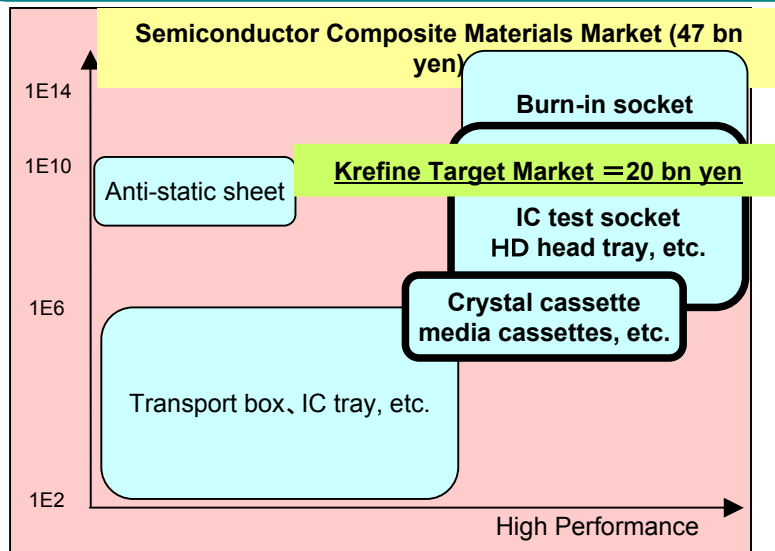 Semiconductor Composite Materials Market (47 bn
yen)
1E14
Burn-in socket
1E10
Krefine Target Market =20 bn yen
Anti-static sheet
IC test socket
HD head tray, etc.
1E6
Crystal cassette
media cassettes, etc.
Transport box、IC tray, etc.
1E2
High Performance